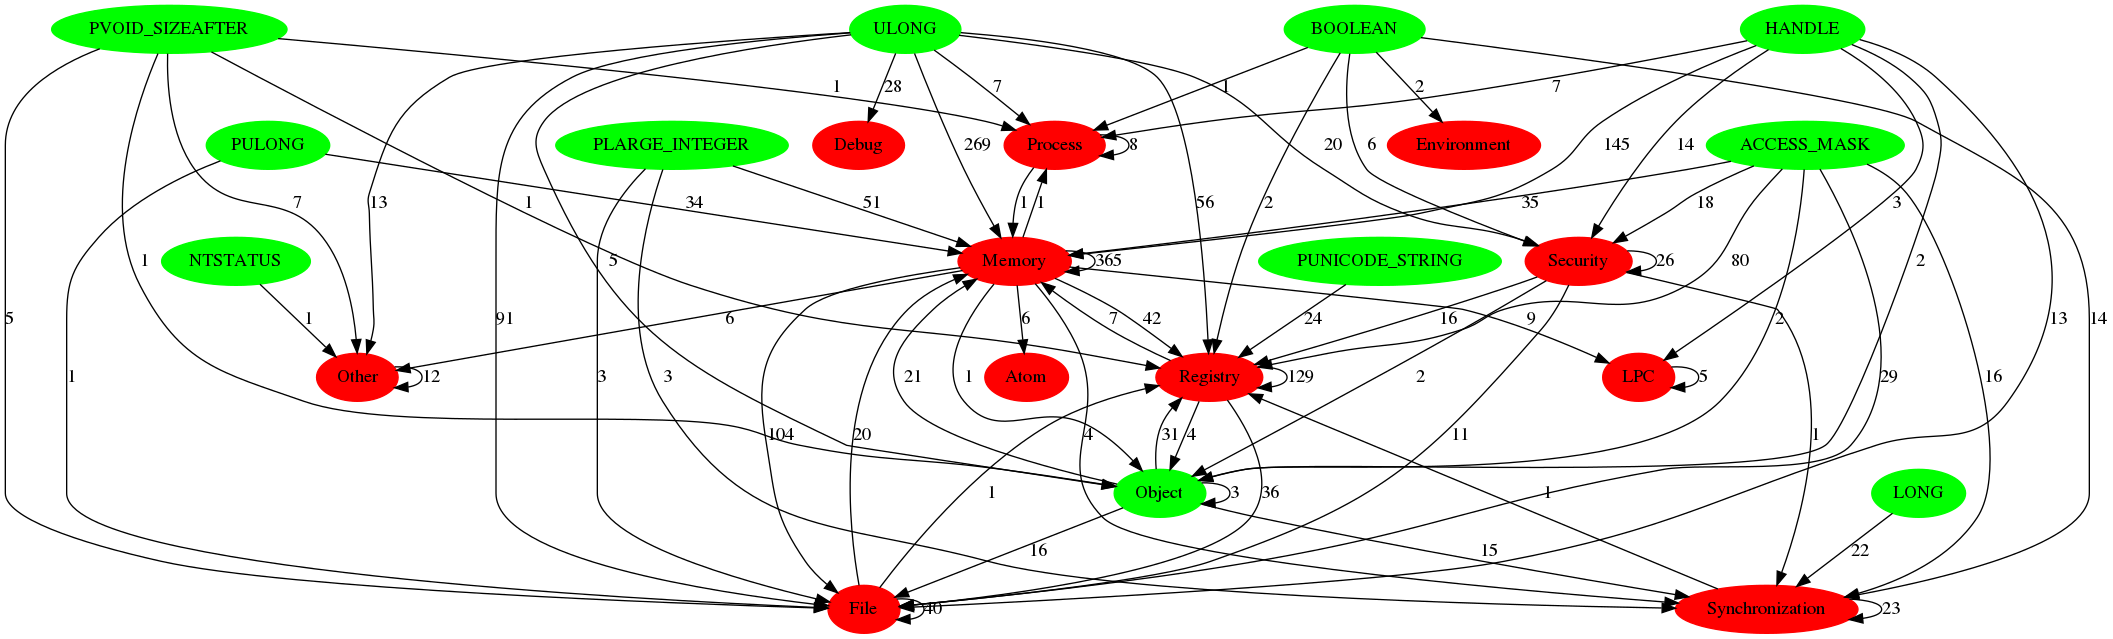 PVOID_SIZEAFTER ULONG BOOLEAN HANDLE
1 28 7 1 2 7
PULONG PLARGE_INTEGER Debug Process 8 Environment ACCESS_MASK
269 20 6 145 14
13 7 1 34 51 1 1 56 2 35 18 3
NTSTATUS Memory 365 PUNICODE_STRING Security 26
1 5 80 2
5 1 91 1 6 6 7 42 24 16 9 2 13 14
Other 12 Atom Registry 129 LPC 5
1 3 3 21 1 2 29 16
104 20 4 31 4 11 1
Object 3 LONG
1 36 1
16 15 22
File 40 Synchronization 23